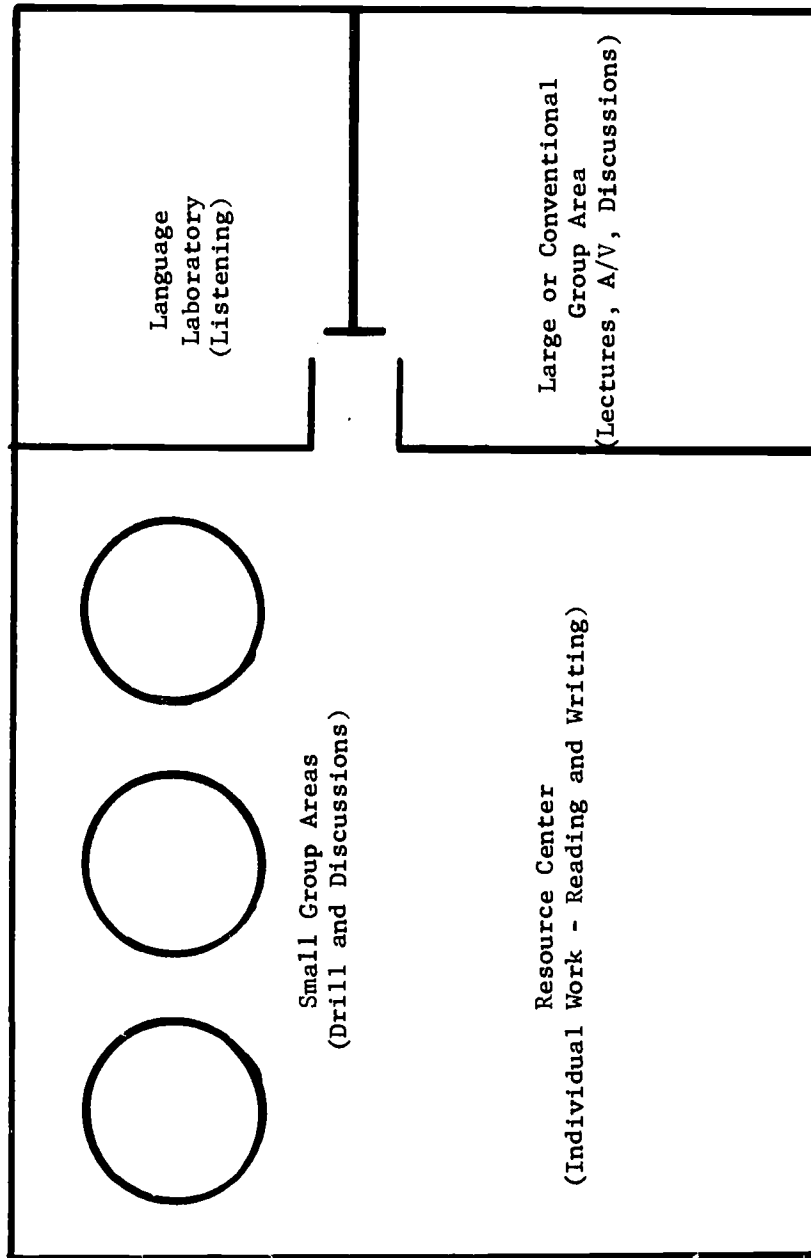 Language
Laboratory
(Listening)
Large or Conventional
Group Area
(Lectures, A/V, Discussions)
Small Group Areas
(Drill and Discussions)
Resource Center
(Individual Work - Reading and Writing)